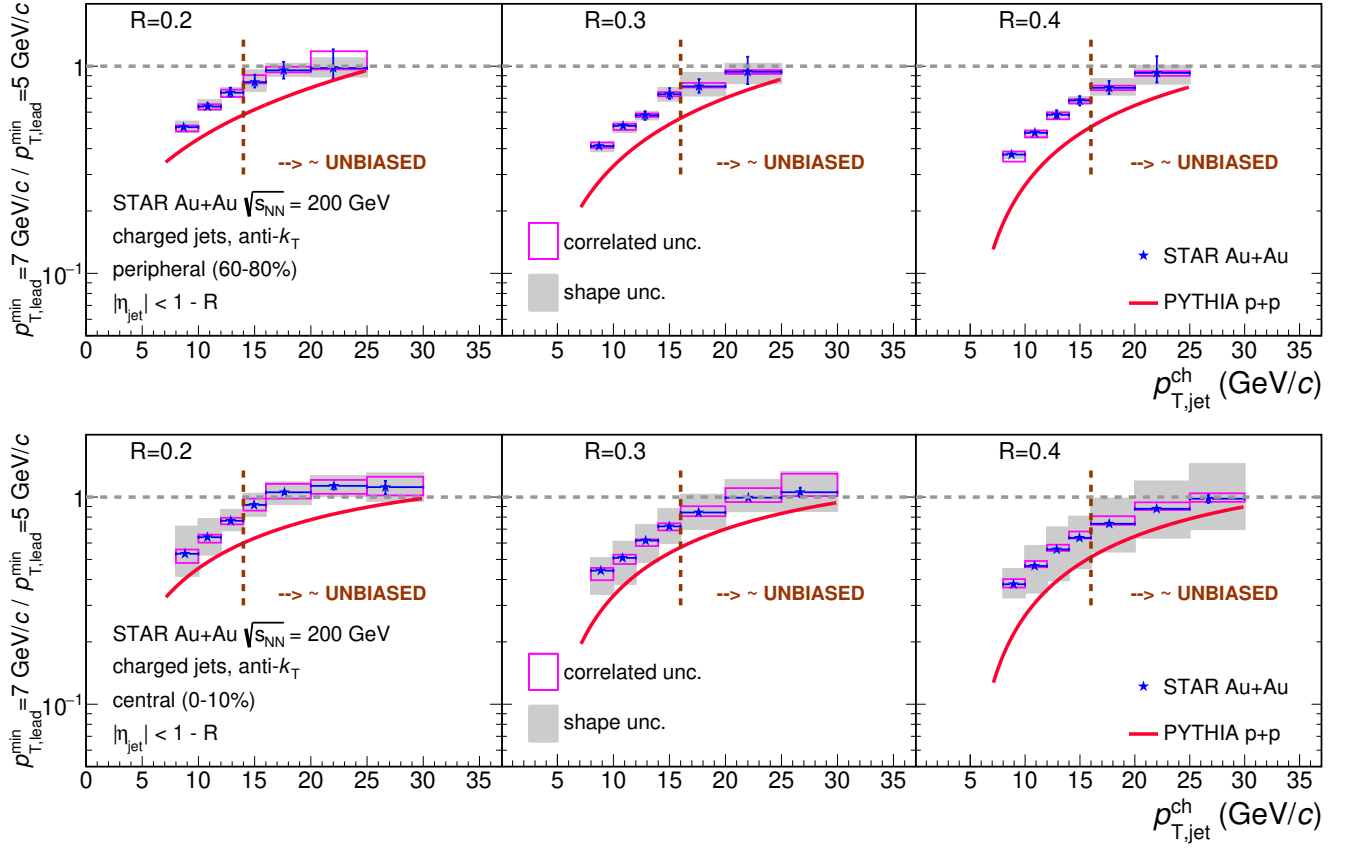 R=0.2 R=0.3 R=0.4
p_T,lead^min=7 GeV/c / p_T,lead^min=5 GeV/c
1
10^−1
--> ~ UNBIASED --> ~ UNBIASED --> ~ UNBIASED
STAR Au+Au √s_NN = 200 GeV
charged jets, anti-k_T
peripheral (60-80%)
|η_jet| < 1 - R
correlated unc.
shape unc.
STAR Au+Au
PYTHIA p+p
0 5 10 15 20 25 30 35 5 10 15 20 25 30 35 5 10 15 20 25 30 35
p_T,jet^ch (GeV/c)
R=0.2 R=0.3 R=0.4
p_T,lead^min=7 GeV/c / p_T,lead^min=5 GeV/c
1
10^−1
--> ~ UNBIASED --> ~ UNBIASED --> ~ UNBIASED
STAR Au+Au √s_NN = 200 GeV
charged jets, anti-k_T
central (0-10%)
|η_jet| < 1 - R
correlated unc.
shape unc.
STAR Au+Au
PYTHIA p+p
0 5 10 15 20 25 30 35 5 10 15 20 25 30 35 5 10 15 20 25 30 35
p_T,jet^ch (GeV/c)